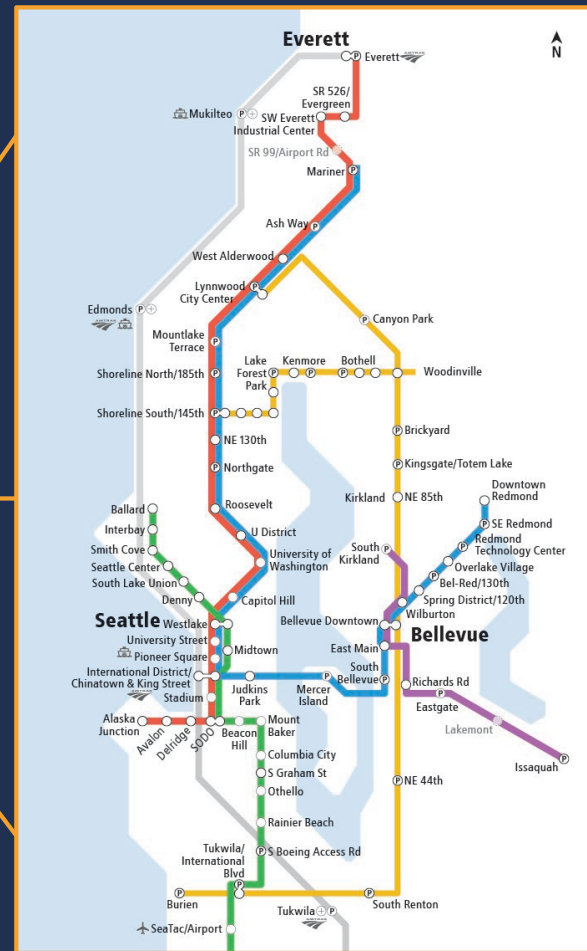 Everett
N
Everett
AMTRAK
SR 526/
Evergreen
Mukilteo
SW Everett
Industrial Center
SR 99/Airport Rd
Mariner
Ash Way
West Alderwood
Lynnwood
City Center
Edmonds
AMTRAK
Canyon Park
Mountlake
Terrace
Lake
Forest
Park
Kenmore
Bothell
Woodinville
Shoreline North/185th
Shoreline South/145th
NE 130th
Brickyard
Northgate
Kingsgate/Totem Lake
Roosevelt
Kirkland
NE 85th
Downtown
Redmond
Ballard
Interbay
Smith Cove
Seattle Center
South Lake Union
Denny
U District
University of
Washington
South
Kirkland
SE Redmond
Redmond
Technology Center
Overlake Village
Bel-Red/130th
Spring District/120th
Wilburton
Capitol Hill
Seattle
Westlake
Bellevue Downtown
Bellevue
University Street
Pioneer Square
Midtown
East Main
International District/
Chinatown & King Street
AMTRAK
Stadium
Judkins
Park
Mercer
Island
South
Bellevue
Richards Rd
Eastgate
Lakemont
Issaquah
Alaska
Junction
Avalon
Delridge
SODO
Beacon
Hill
Mount
Baker
Columbia City
S Graham St
Othello
NE 44th
Rainier Beach
Tukwila/
International
Blvd
S Boeing Access Rd
Burien
Tukwila
AMTRAK
South Renton
SeaTac/Airport